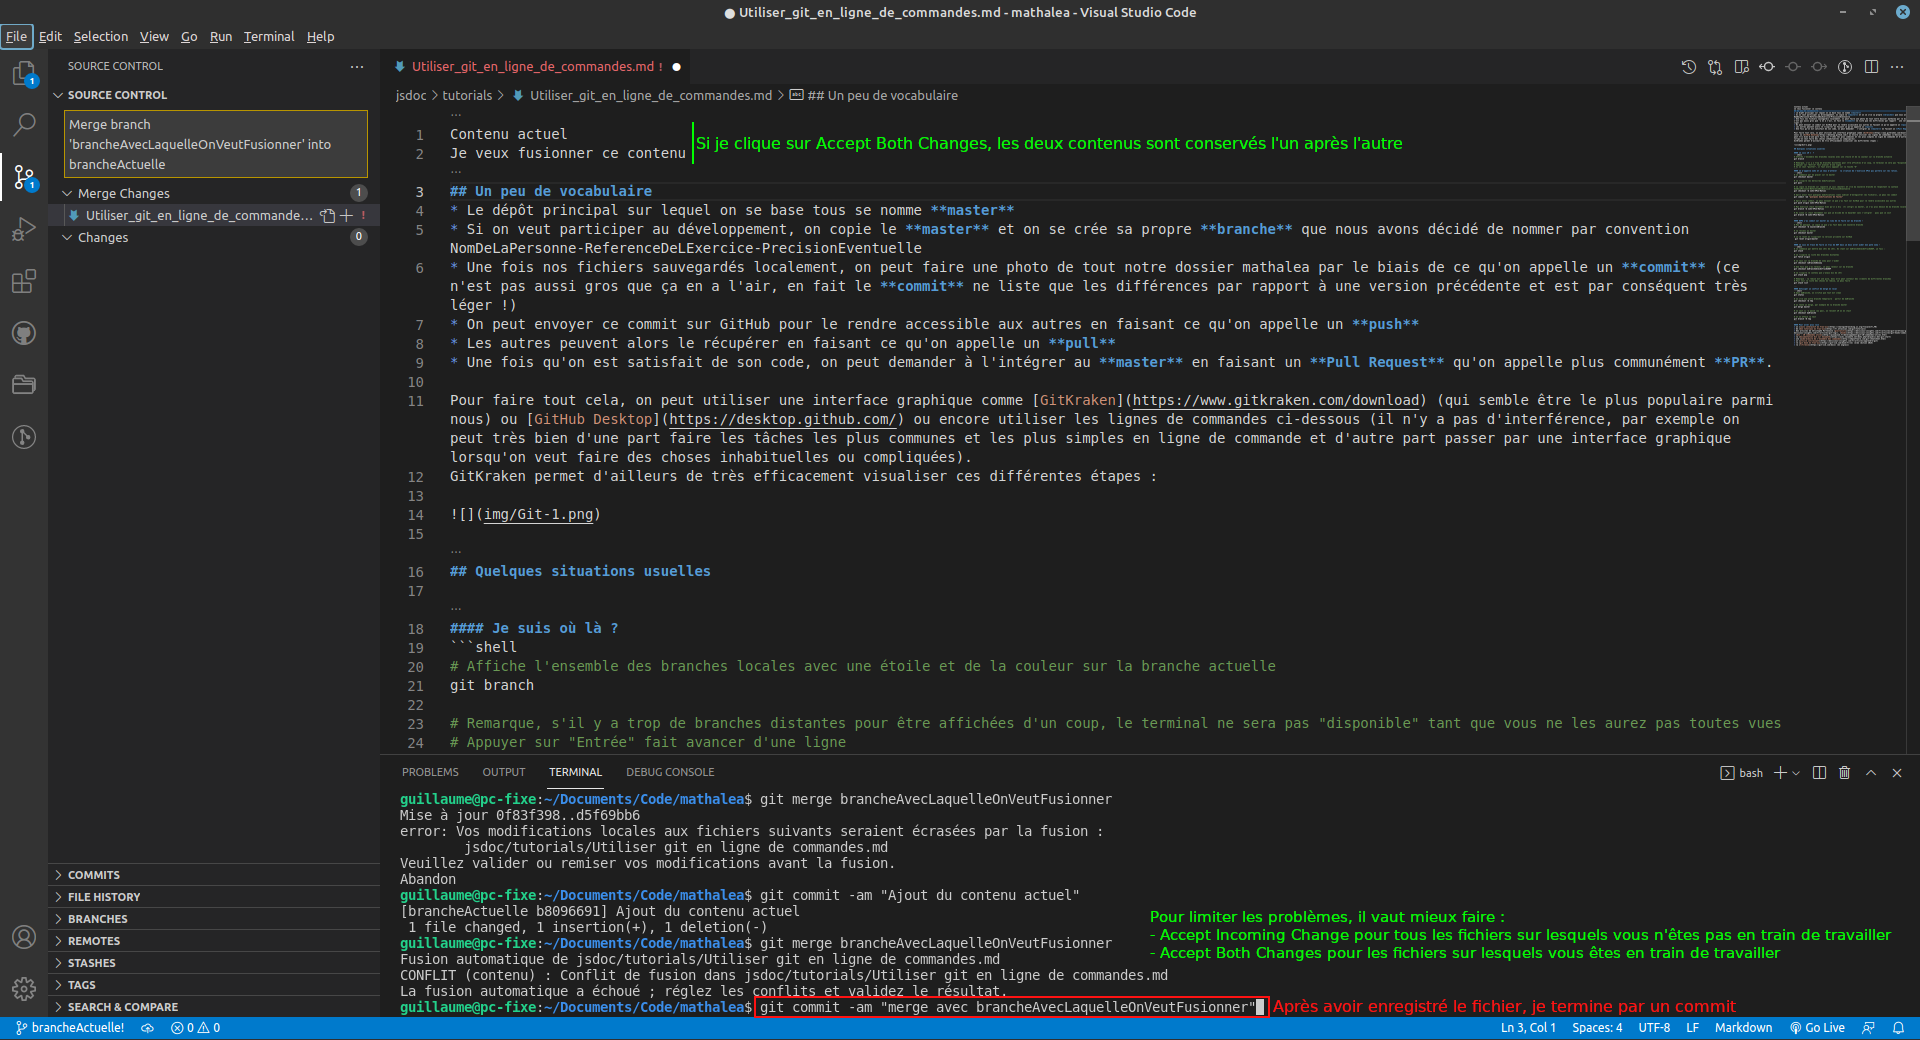 ● Utiliser_git_en_ligne_de_commandes.md - mathalea - Visual Studio Code
File Edit Selection View Go Run Terminal Help
SOURCE CONTROL
SOURCE CONTROL
Merge branch
'brancheAvecLaquelleOnVeutFusionner' into
brancheActuelle
Merge Changes 1
Utiliser_git_en_ligne_de_commande... !
Changes 0
COMMITS
FILE HISTORY
BRANCHES
REMOTES
STASHES
TAGS
SEARCH & COMPARE
Utiliser_git_en_ligne_de_commandes.md ! ●
jsdoc > tutorials > Utiliser_git_en_ligne_de_commandes.md > ## Un peu de vocabulaire
...
1 Contenu actuel
2 Je veux fusionner ce contenu
Si je clique sur Accept Both Changes, les deux contenus sont conservés l'un après l'autre
...
3 ## Un peu de vocabulaire
4 * Le dépôt principal sur lequel on se base tous se nomme **master**
5 * Si on veut participer au développement, on copie le **master** et on se crée sa propre **branche** que nous avons décidé de nommer par convention
NomDeLaPersonne-ReferenceDeLExercice-PrecisionEventuelle
6 * Une fois nos fichiers sauvegardés localement, on peut faire une photo de tout notre dossier mathalea par le biais de ce qu'on appelle un **commit** (ce
n'est pas aussi gros que ça en a l'air, en fait le **commit** ne liste que les différences par rapport à une version précédente et est par conséquent très
léger !)
7 * On peut envoyer ce commit sur GitHub pour le rendre accessible aux autres en faisant ce qu'on appelle un **push**
8 * Les autres peuvent alors le récupérer en faisant ce qu'on appelle un **pull**
9 * Une fois qu'on est satisfait de son code, on peut demander à l'intégrer au **master** en faisant un **Pull Request** qu'on appelle plus communément **PR**.
10
11 Pour faire tout cela, on peut utiliser une interface graphique comme [GitKraken](https://www.gitkraken.com/download) (qui semble être le plus populaire parmi
nous) ou [GitHub Desktop](https://desktop.github.com/) ou encore utiliser les lignes de commandes ci-dessous (il n'y a pas d'interférence, par exemple on
peut très bien d'une part faire les tâches les plus communes et les plus simples en ligne de commande et d'autre part passer par une interface graphique
lorsqu'on veut faire des choses inhabituelles ou compliquées).
12 GitKraken permet d'ailleurs de très efficacement visualiser ces différentes étapes :
13
14 ![](img/Git-1.png)
15
...
16 ## Quelques situations usuelles
17
...
18 #### Je suis où là ?
19 ```shell
20 # Affiche l'ensemble des branches locales avec une étoile et de la couleur sur la branche actuelle
21 git branch
22
23 # Remarque, s'il y a trop de branches distantes pour être affichées d'un coup, le terminal ne sera pas "disponible" tant que vous ne les aurez pas toutes vues
24 # Appuyer sur "Entrée" fait avancer d'une ligne
PROBLEMS OUTPUT TERMINAL DEBUG CONSOLE bash
guillaume@pc-fixe:~/Documents/Code/mathalea$ git merge brancheAvecLaquelleOnVeutFusionner
Mise à jour 0f83f398..d5f69bb6
error: Vos modifications locales aux fichiers suivants seraient écrasées par la fusion :
jsdoc/tutorials/Utiliser git en ligne de commandes.md
Veuillez valider ou remiser vos modifications avant la fusion.
Abandon
guillaume@pc-fixe:~/Documents/Code/mathalea$ git commit -am "Ajout du contenu actuel"
[brancheActuelle b8096691] Ajout du contenu actuel
1 file changed, 1 insertion(+), 1 deletion(-)
guillaume@pc-fixe:~/Documents/Code/mathalea$ git merge brancheAvecLaquelleOnVeutFusionner
Fusion automatique de jsdoc/tutorials/Utiliser git en ligne de commandes.md
CONFLIT (contenu) : Conflit de fusion dans jsdoc/tutorials/Utiliser git en ligne de commandes.md
La fusion automatique a échoué ; réglez les conflits et validez le résultat.
guillaume@pc-fixe:~/Documents/Code/mathalea$ git commit -am "merge avec brancheAvecLaquelleOnVeutFusionner"
Pour limiter les problèmes, il vaut mieux faire :
- Accept Incoming Change pour tous les fichiers sur lesquels vous n'êtes pas en train de travailler
- Accept Both Changes pour les fichiers sur lesquels vous êtes en train de travailler
Après avoir enregistré le fichier, je termine par un commit
brancheActuelle! 0 0 Ln 3, Col 1 Spaces: 4 UTF-8 LF Markdown Go Live